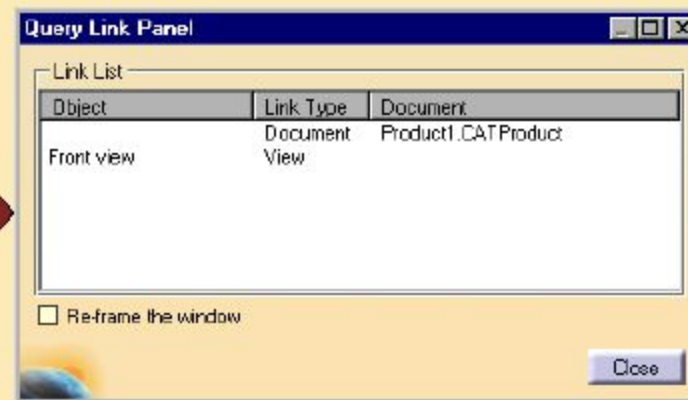 Query Link Panel
Link List
Object Link Type Document
Document Product1.CATProduct
Front view View
Re-frame the window
Close